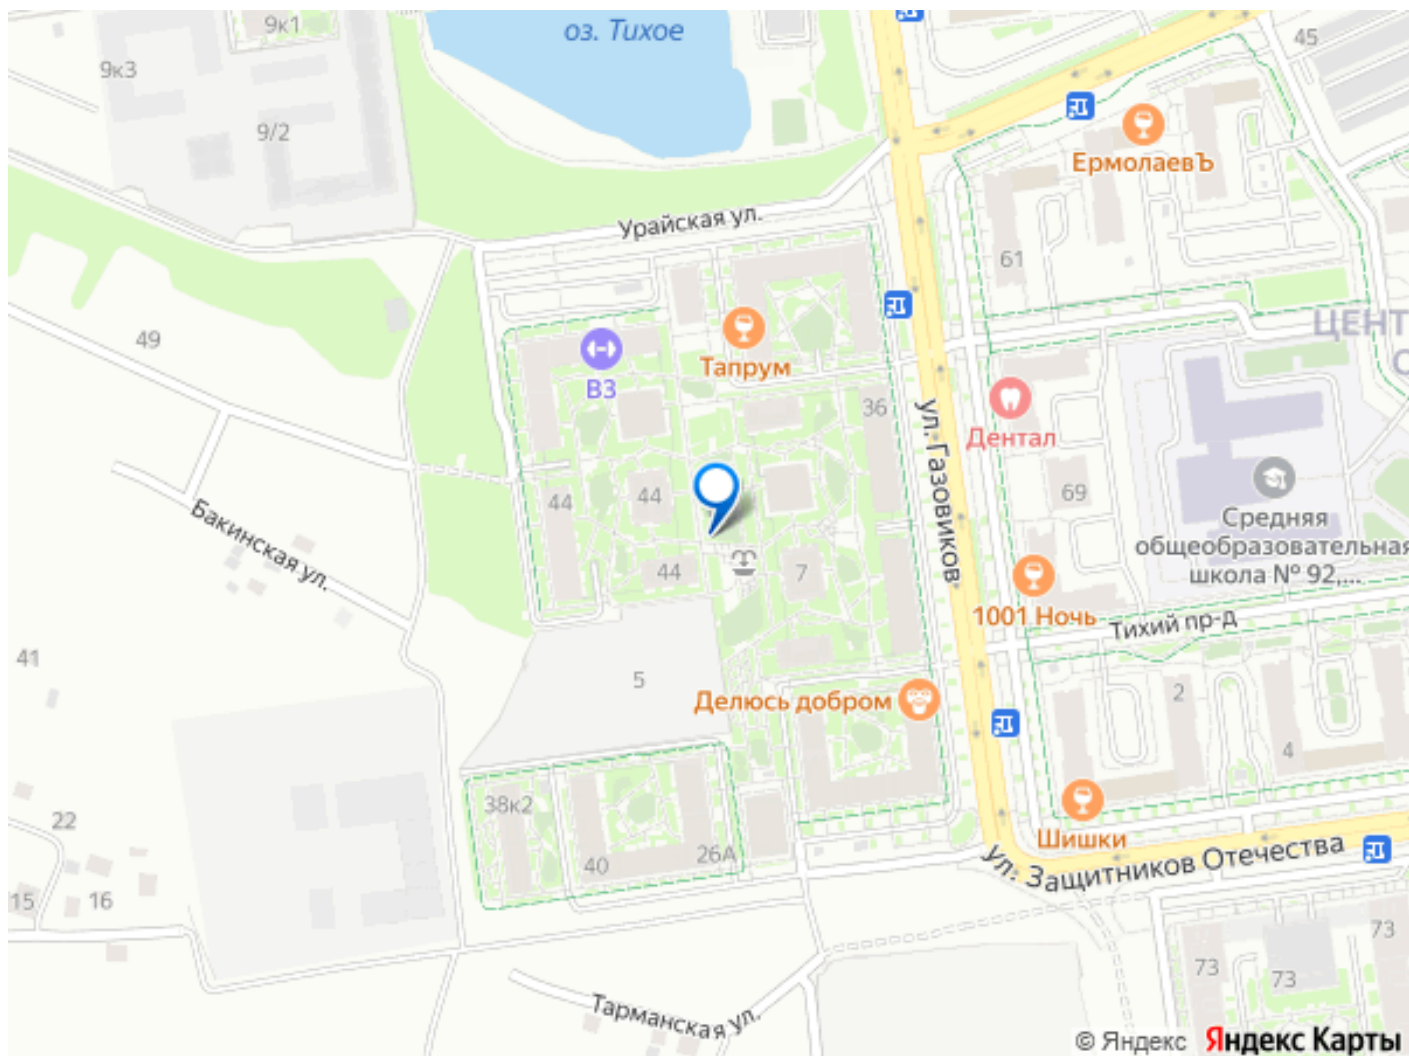 9к1
оз. Тихое
45
9к3
9/2
ЕрмолаевЪ
Урайская ул.
61
49
Тапрум
ВЗ
ЦЕНТ
С
36
Дентал
ул. Газовиков
44
44
69
Бакинская ул.
Средняя
общеобразовательная
школа № 92,...
44
7
1001 Ночь
Тихий пр-д
41
5
Делюсь добром
2
4
38к2
22
Шишки
26А
40
ул. Защитников Отечества
15
16
73
73
73
Тарманская ул.
© Яндекс Яндекс Карты